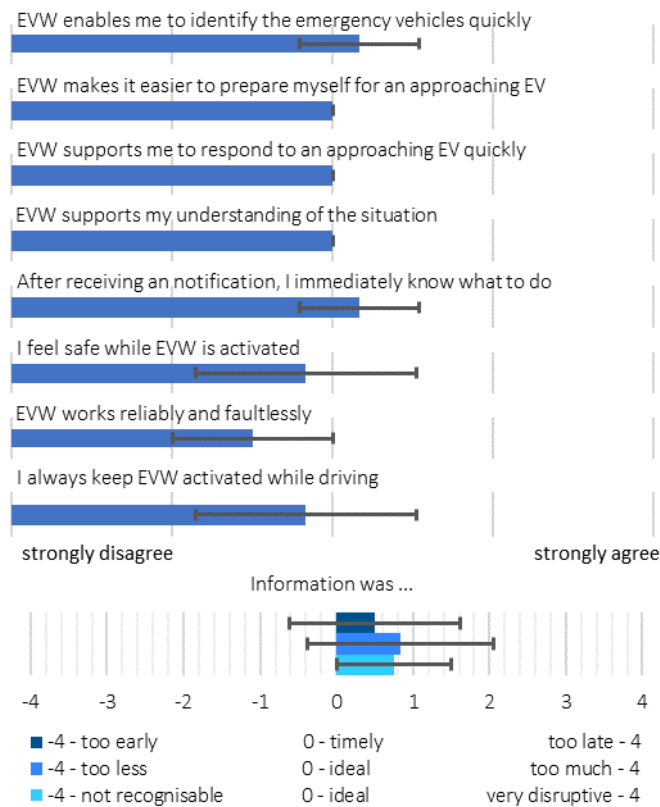 EVW enables me to identify the emergency vehicles quickly
EVW makes it easier to prepare myself for an approaching EV
EVW supports me to respond to an approaching EV quickly
EVW supports my understanding of the situation
After receiving an notification, I immediately know what to do
I feel safe while EVW is activated
EVW works reliably and faultlessly
I always keep EVW activated while driving
strongly disagree strongly agree
Information was ...
-4 -3 -2 -1 0 1 2 3 4
-4 - too early 0 - timely too late - 4
-4 - too less 0 - ideal too much - 4
-4 - not recognisable 0 - ideal very disruptive - 4